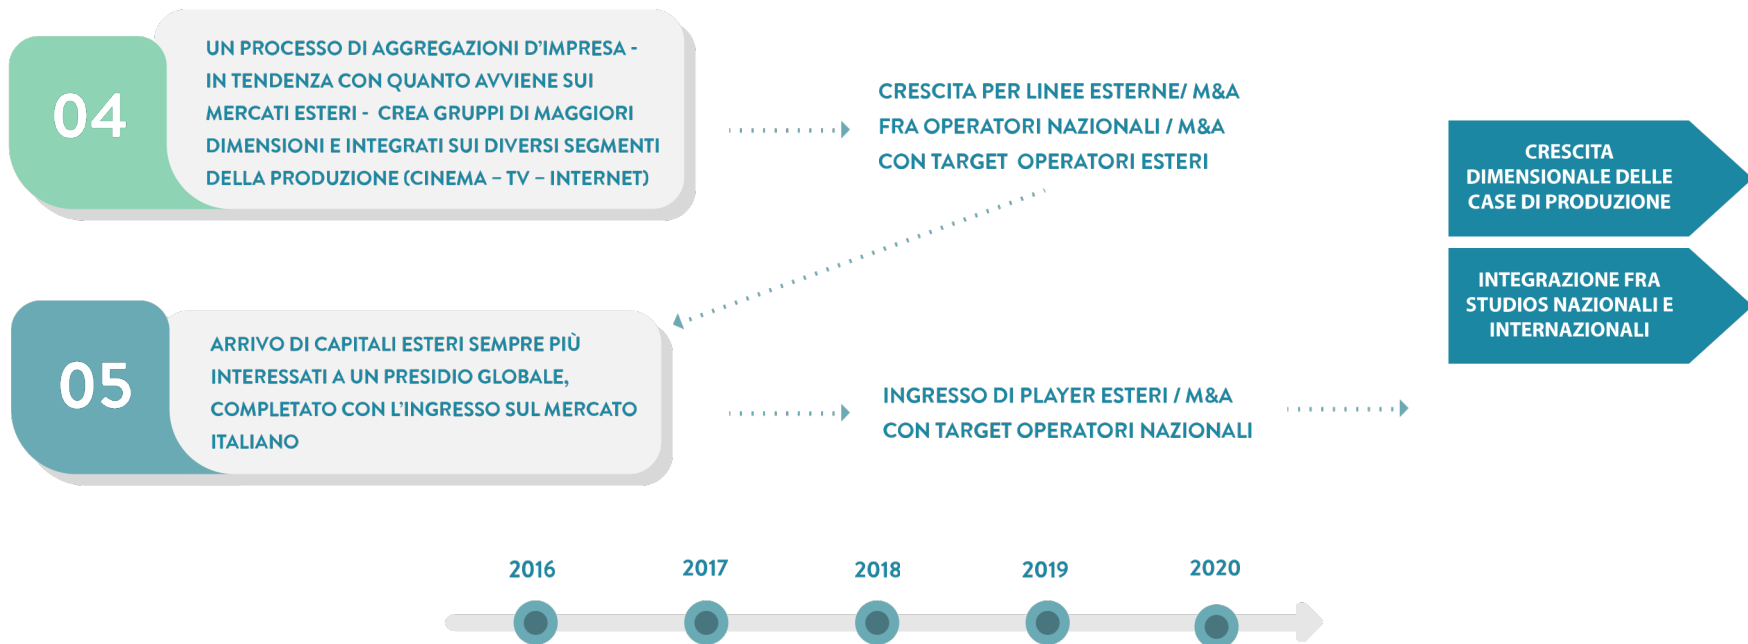 04
UN PROCESSO DI AGGREGAZIONI D'IMPRESA -
IN TENDENZA CON QUANTO AVVIENE SUI
MERCATI ESTERI - CREA GRUPPI DI MAGGIORI
DIMENSIONI E INTEGRATI SUI DIVERSI SEGMENTI
DELLA PRODUZIONE (CINEMA – TV – INTERNET)
CRESCITA PER LINEE ESTERNE/ M&A
FRA OPERATORI NAZIONALI / M&A
CON TARGET OPERATORI ESTERI
CRESCITA
DIMENSIONALE DELLE
CASE DI PRODUZIONE
INTEGRAZIONE FRA
STUDIOS NAZIONALI E
INTERNAZIONALI
05
ARRIVO DI CAPITALI ESTERI SEMPRE PIÙ
INTERESSATI A UN PRESIDIO GLOBALE,
COMPLETATO CON L'INGRESSO SUL MERCATO
ITALIANO
INGRESSO DI PLAYER ESTERI / M&A
CON TARGET OPERATORI NAZIONALI
2016 2017 2018 2019 2020